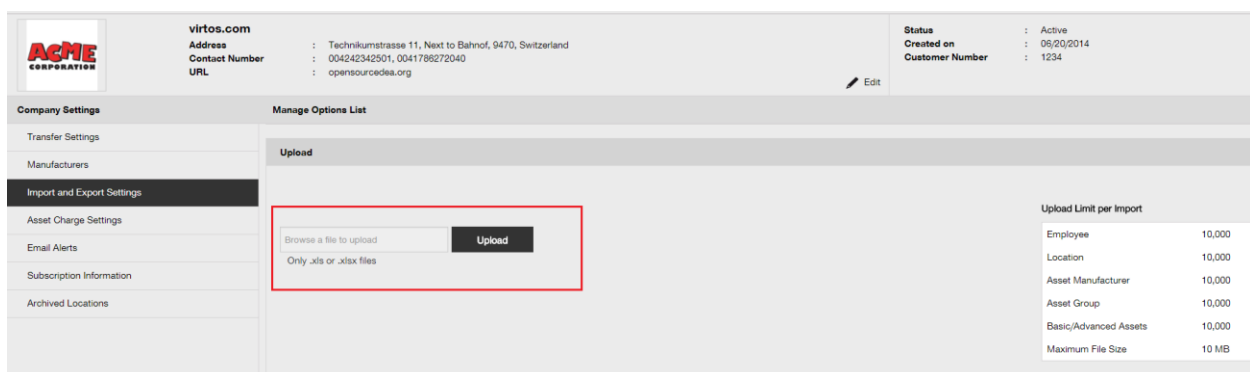 ACME
CORPORATION
virtos.com
Address : Technikumstrasse 11, Next to Bahnof, 9470, Switzerland
Contact Number : 004242342501, 0041786272040
URL : opensourcedea.org
Edit
Status : Active
Created on : 06/20/2014
Customer Number : 1234
Company Settings
Transfer Settings
Manufacturers
Import and Export Settings
Asset Charge Settings
Email Alerts
Subscription Information
Archived Locations
Manage Options List
Upload
Browse a file to upload Upload
Only .xls or .xlsx files
Upload Limit per Import
Employee 10,000
Location 10,000
Asset Manufacturer 10,000
Asset Group 10,000
Basic/Advanced Assets 10,000
Maximum File Size 10 MB